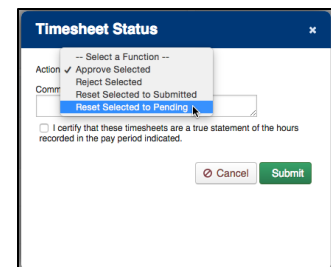 Timesheet Status ×
-- Select a Function --
Action ✓ Approve Selected
Reject Selected
Comm
Reset Selected to Submitted
Reset Selected to Pending
I certify that these timesheets are a true statement of the hours
recorded in the pay period indicated.
Cancel Submit